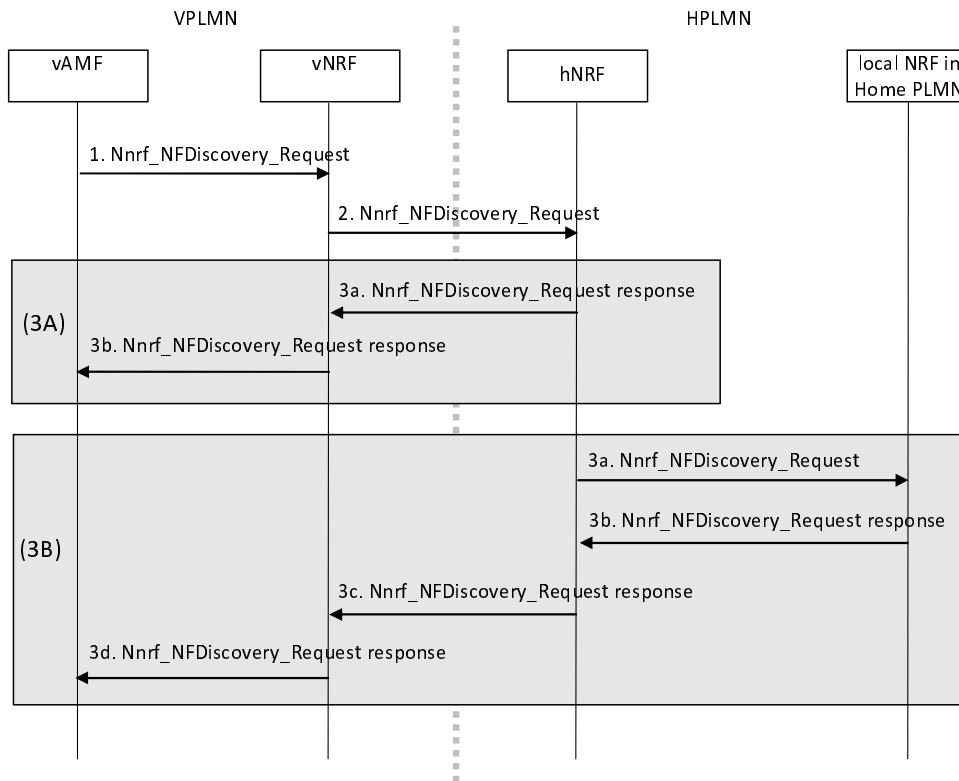 VPLMN
HPLMN
vAMF
vNRF
hNRF
local NRF in
Home PLMN
1. Nnrf_NFDiscovery_Request
2. Nnrf_NFDiscovery_Request
(3A)
3a. Nnrf_NFDiscovery_Request response
3b. Nnrf_NFDiscovery_Request response
(3B)
3a. Nnrf_NFDiscovery_Request
3b. Nnrf_NFDiscovery_Request response
3c. Nnrf_NFDiscovery_Request response
3d. Nnrf_NFDiscovery_Request response